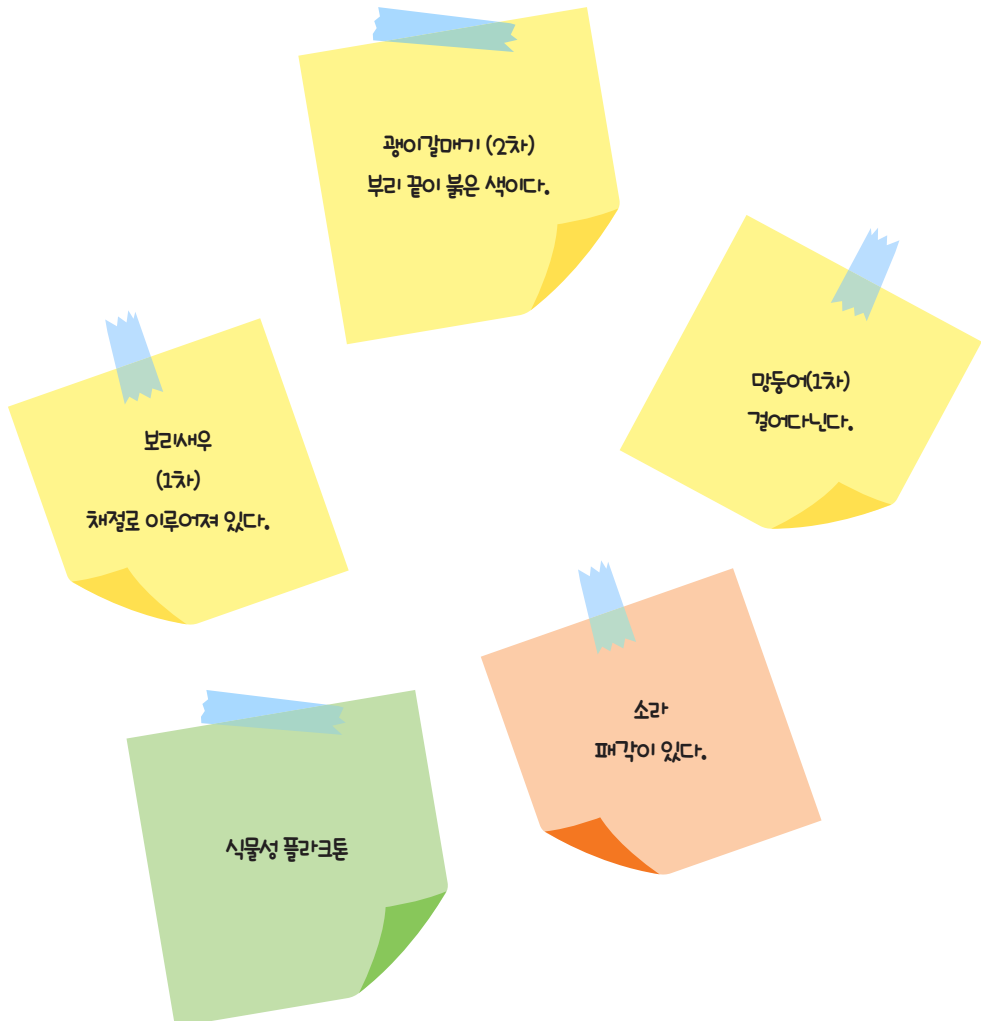 괭이갈매기 (2차)
부리 끝이 붉은 색이다.
망둥어(1차)
걸어다닌다.
보리새우
(1차)
채절로 이루어져 있다.
소라
패각이 있다.
식물성 플라크톤